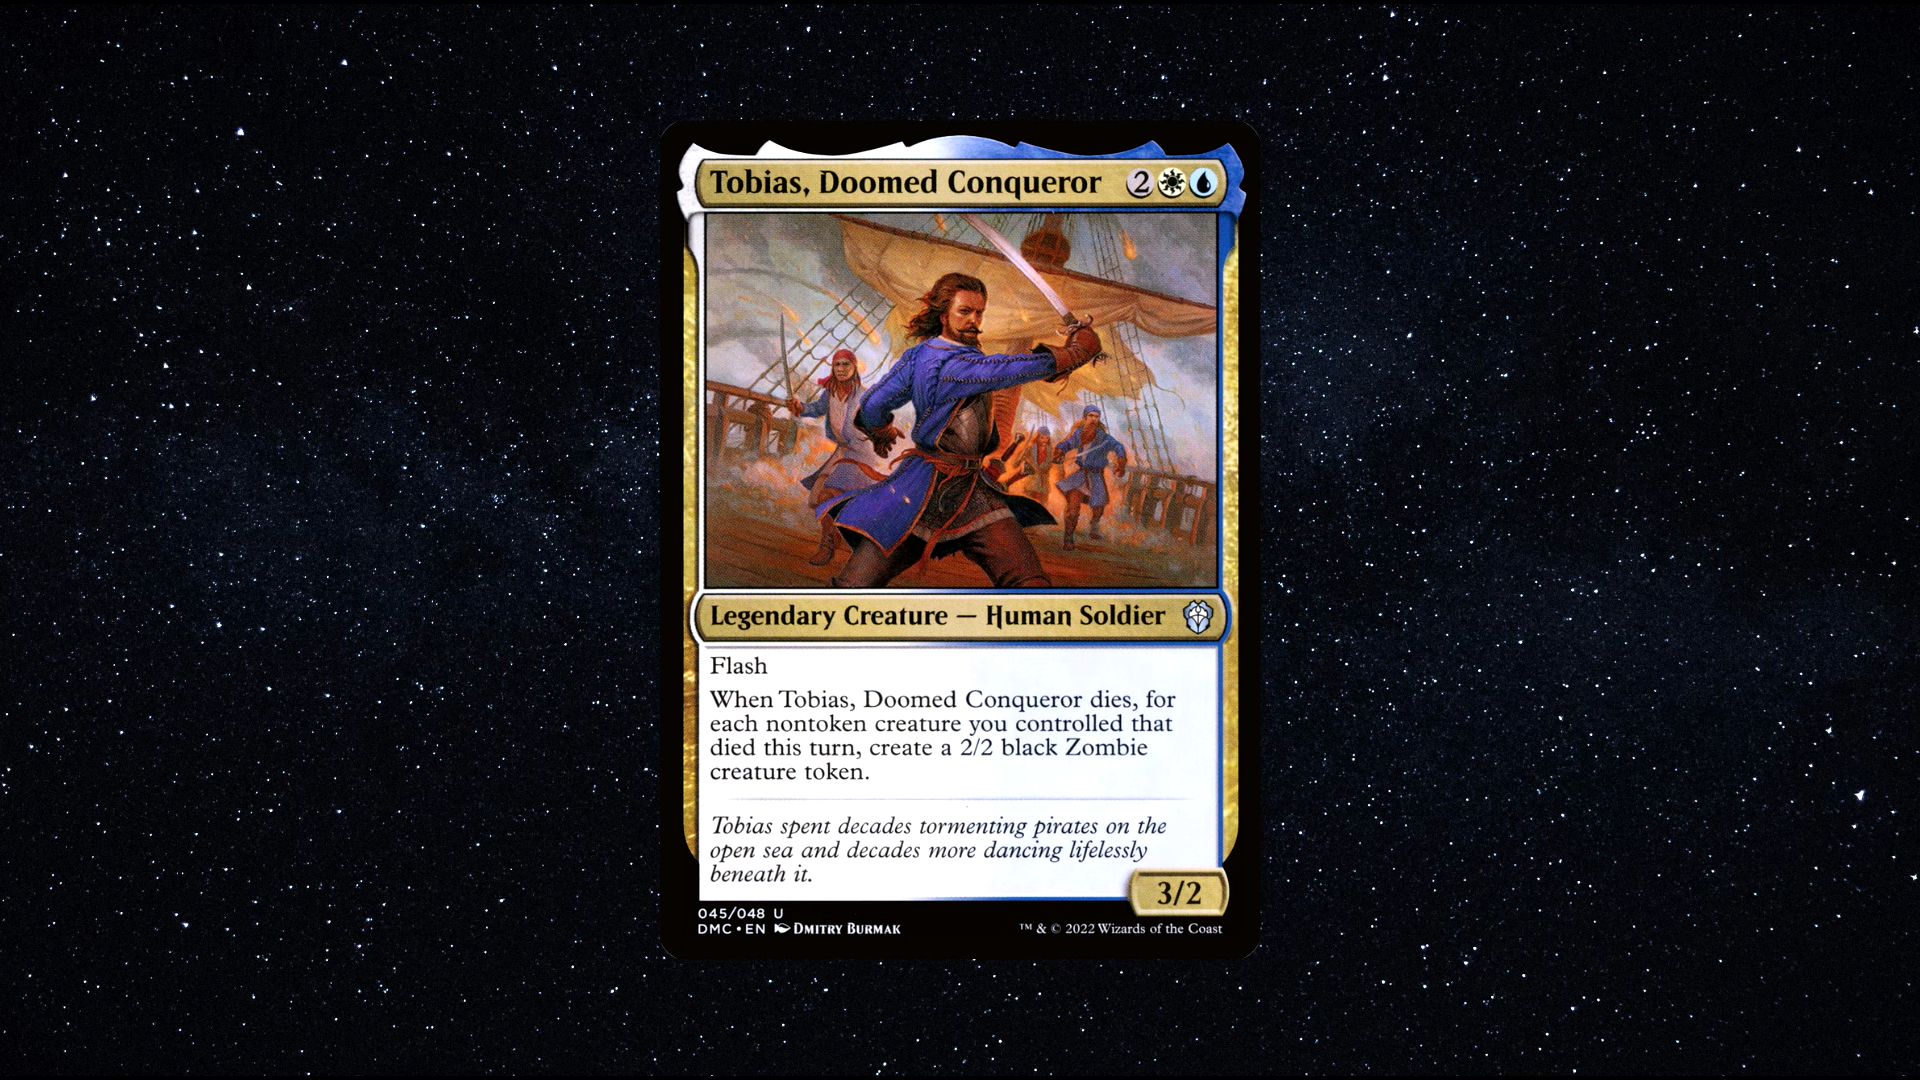 Tobias, Doomed Conqueror 2
Legendary Creature — Human Soldier
Flash
When Tobias, Doomed Conqueror dies, for
each nontoken creature you controlled that
died this turn, create a 2/2 black Zombie
creature token.
Tobias spent decades tormenting pirates on the
open sea and decades more dancing lifelessly
beneath it.
3/2
045/048 U
DMC • EN Dmitry Burmak
™ & © 2022 Wizards of the Coast